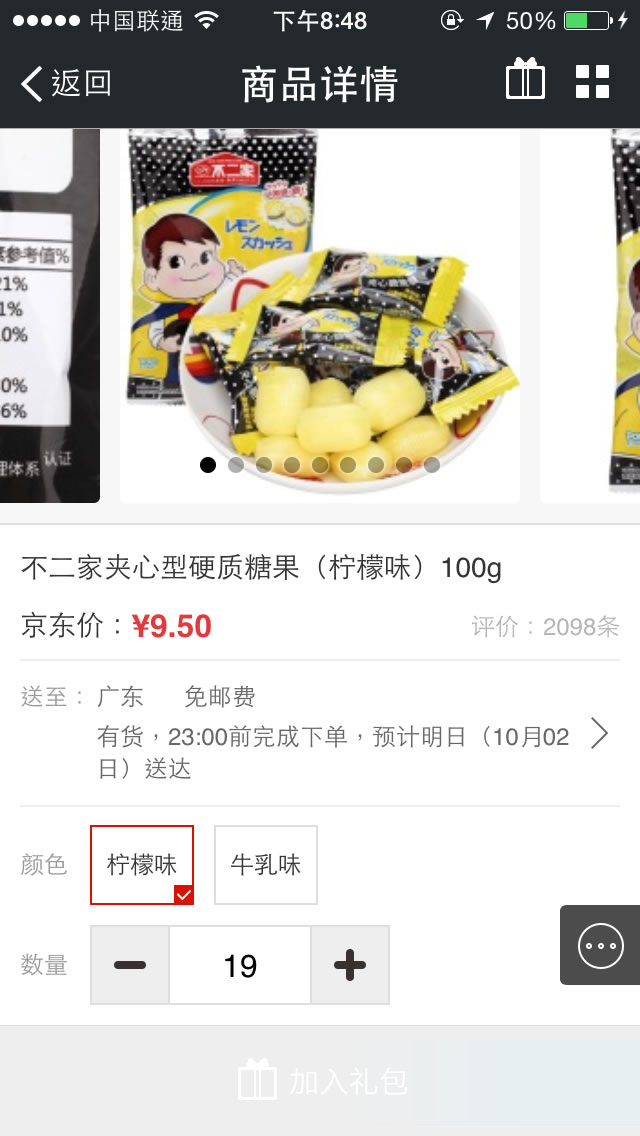 中国联通 下午8:48 50%
返回 商品详情
素参考值%
21%
1%
0%
0%
6%
理体系 认证
不二家
レモン
スカッシュ
夹心糖果
不二家夹心型硬质糖果（柠檬味）100g
京东价：¥9.50 评价：2098条
送至： 广东 免邮费
有货，23:00前完成下单，预计明日（10月02
日）送达
颜色 柠檬味 牛乳味
数量 19
加入礼包